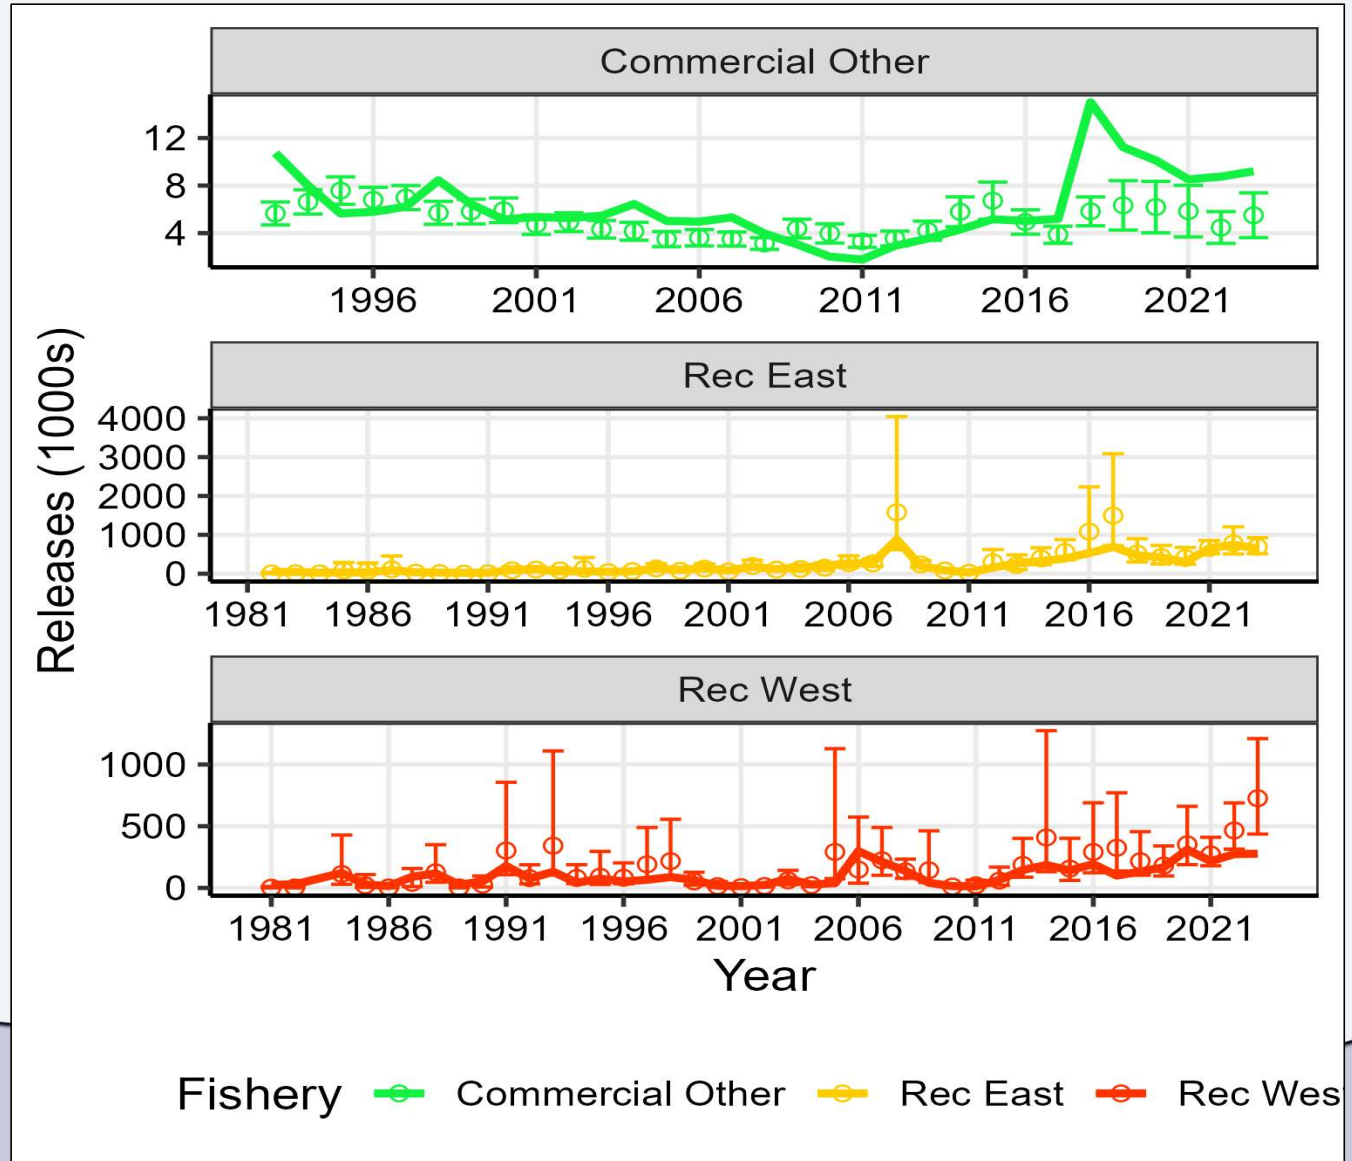 Commercial Other
12
8
4
1996 2001 2006 2011 2016 2021
Rec East
4000
3000
2000
1000
0
1981 1986 1991 1996 2001 2006 2011 2016 2021
Rec West
1000
500
0
1981 1986 1991 1996 2001 2006 2011 2016 2021
Releases (1000s)
Year
Fishery Commercial Other Rec East Rec Wes